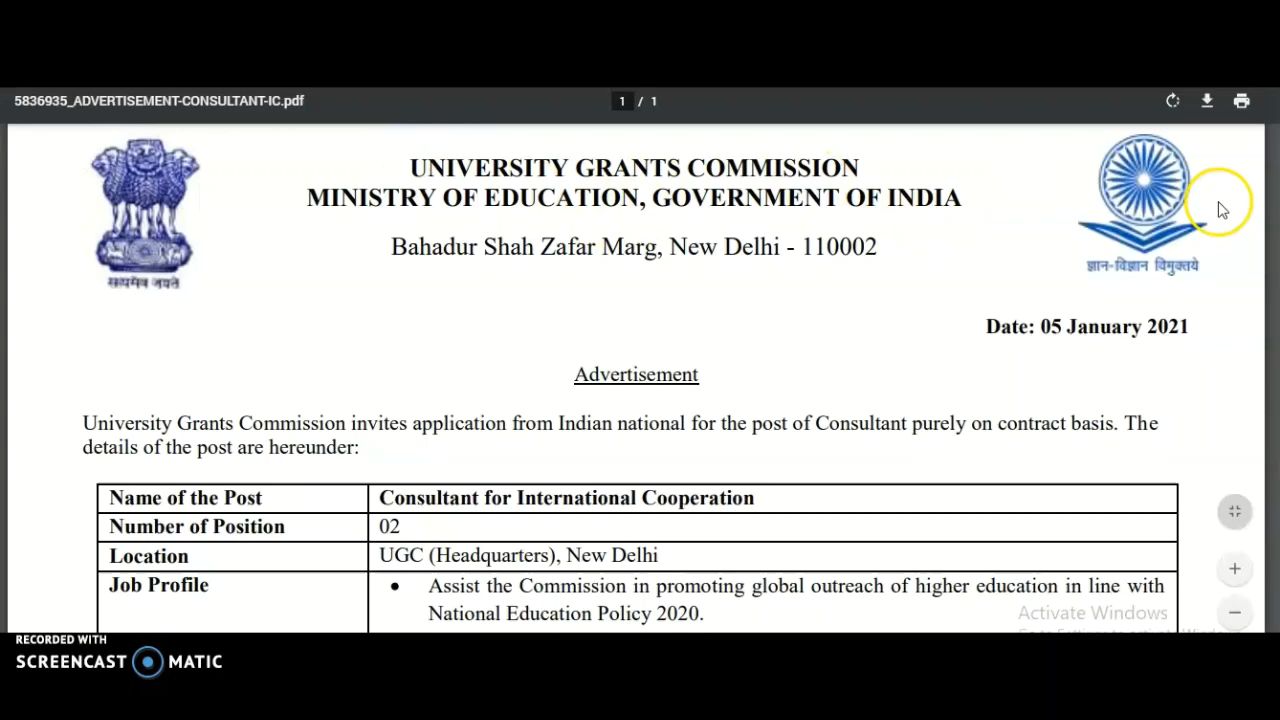 5836935_ADVERTISEMENT-CONSULTANT-IC.pdf
1 / 1
UNIVERSITY GRANTS COMMISSION
MINISTRY OF EDUCATION, GOVERNMENT OF INDIA
Bahadur Shah Zafar Marg, New Delhi - 110002
सत्यमेव जयते
ज्ञान-विज्ञान विमुक्तये
Date: 05 January 2021
Advertisement
University Grants Commission invites application from Indian national for the post of Consultant purely on contract basis. The
details of the post are hereunder:
Name of the Post Consultant for International Cooperation
Number of Position 02
Location UGC (Headquarters), New Delhi
Job Profile • Assist the Commission in promoting global outreach of higher education in line with
National Education Policy 2020.
Activate Windows
RECORDED WITH
SCREENCAST MATIC